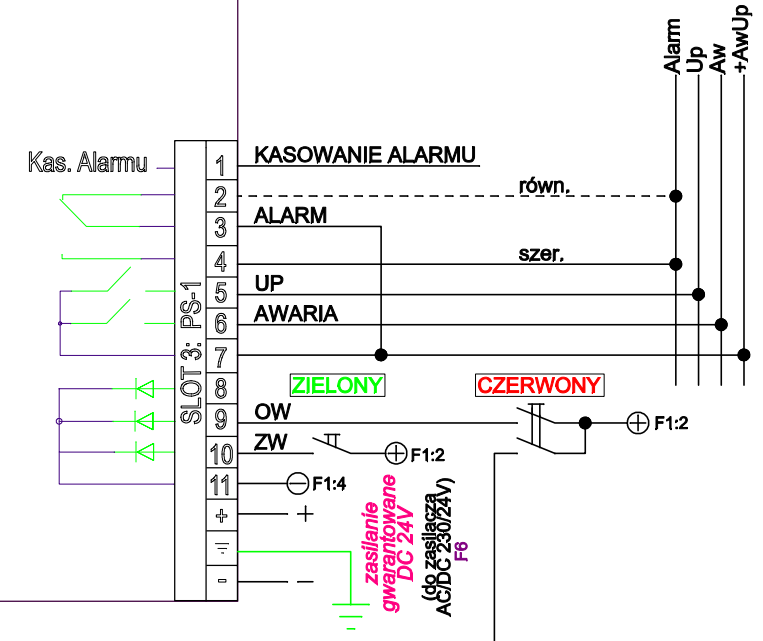 Alarm
Up
Aw
+AwUp
Kas. Alarmu
SLOT 3: PS-1
1
KASOWANIE ALARMU
2
równ.
3
ALARM
4
szer.
5
UP
6
AWARIA
7
8
ZIELONY
CZERWONY
9
OW
F1:2
10
ZW
F1:2
11
F1:4
+
+
-
zasilanie
gwarantowane
DC 24V
(do zasilacza
AC/DC 230/24V)
F6